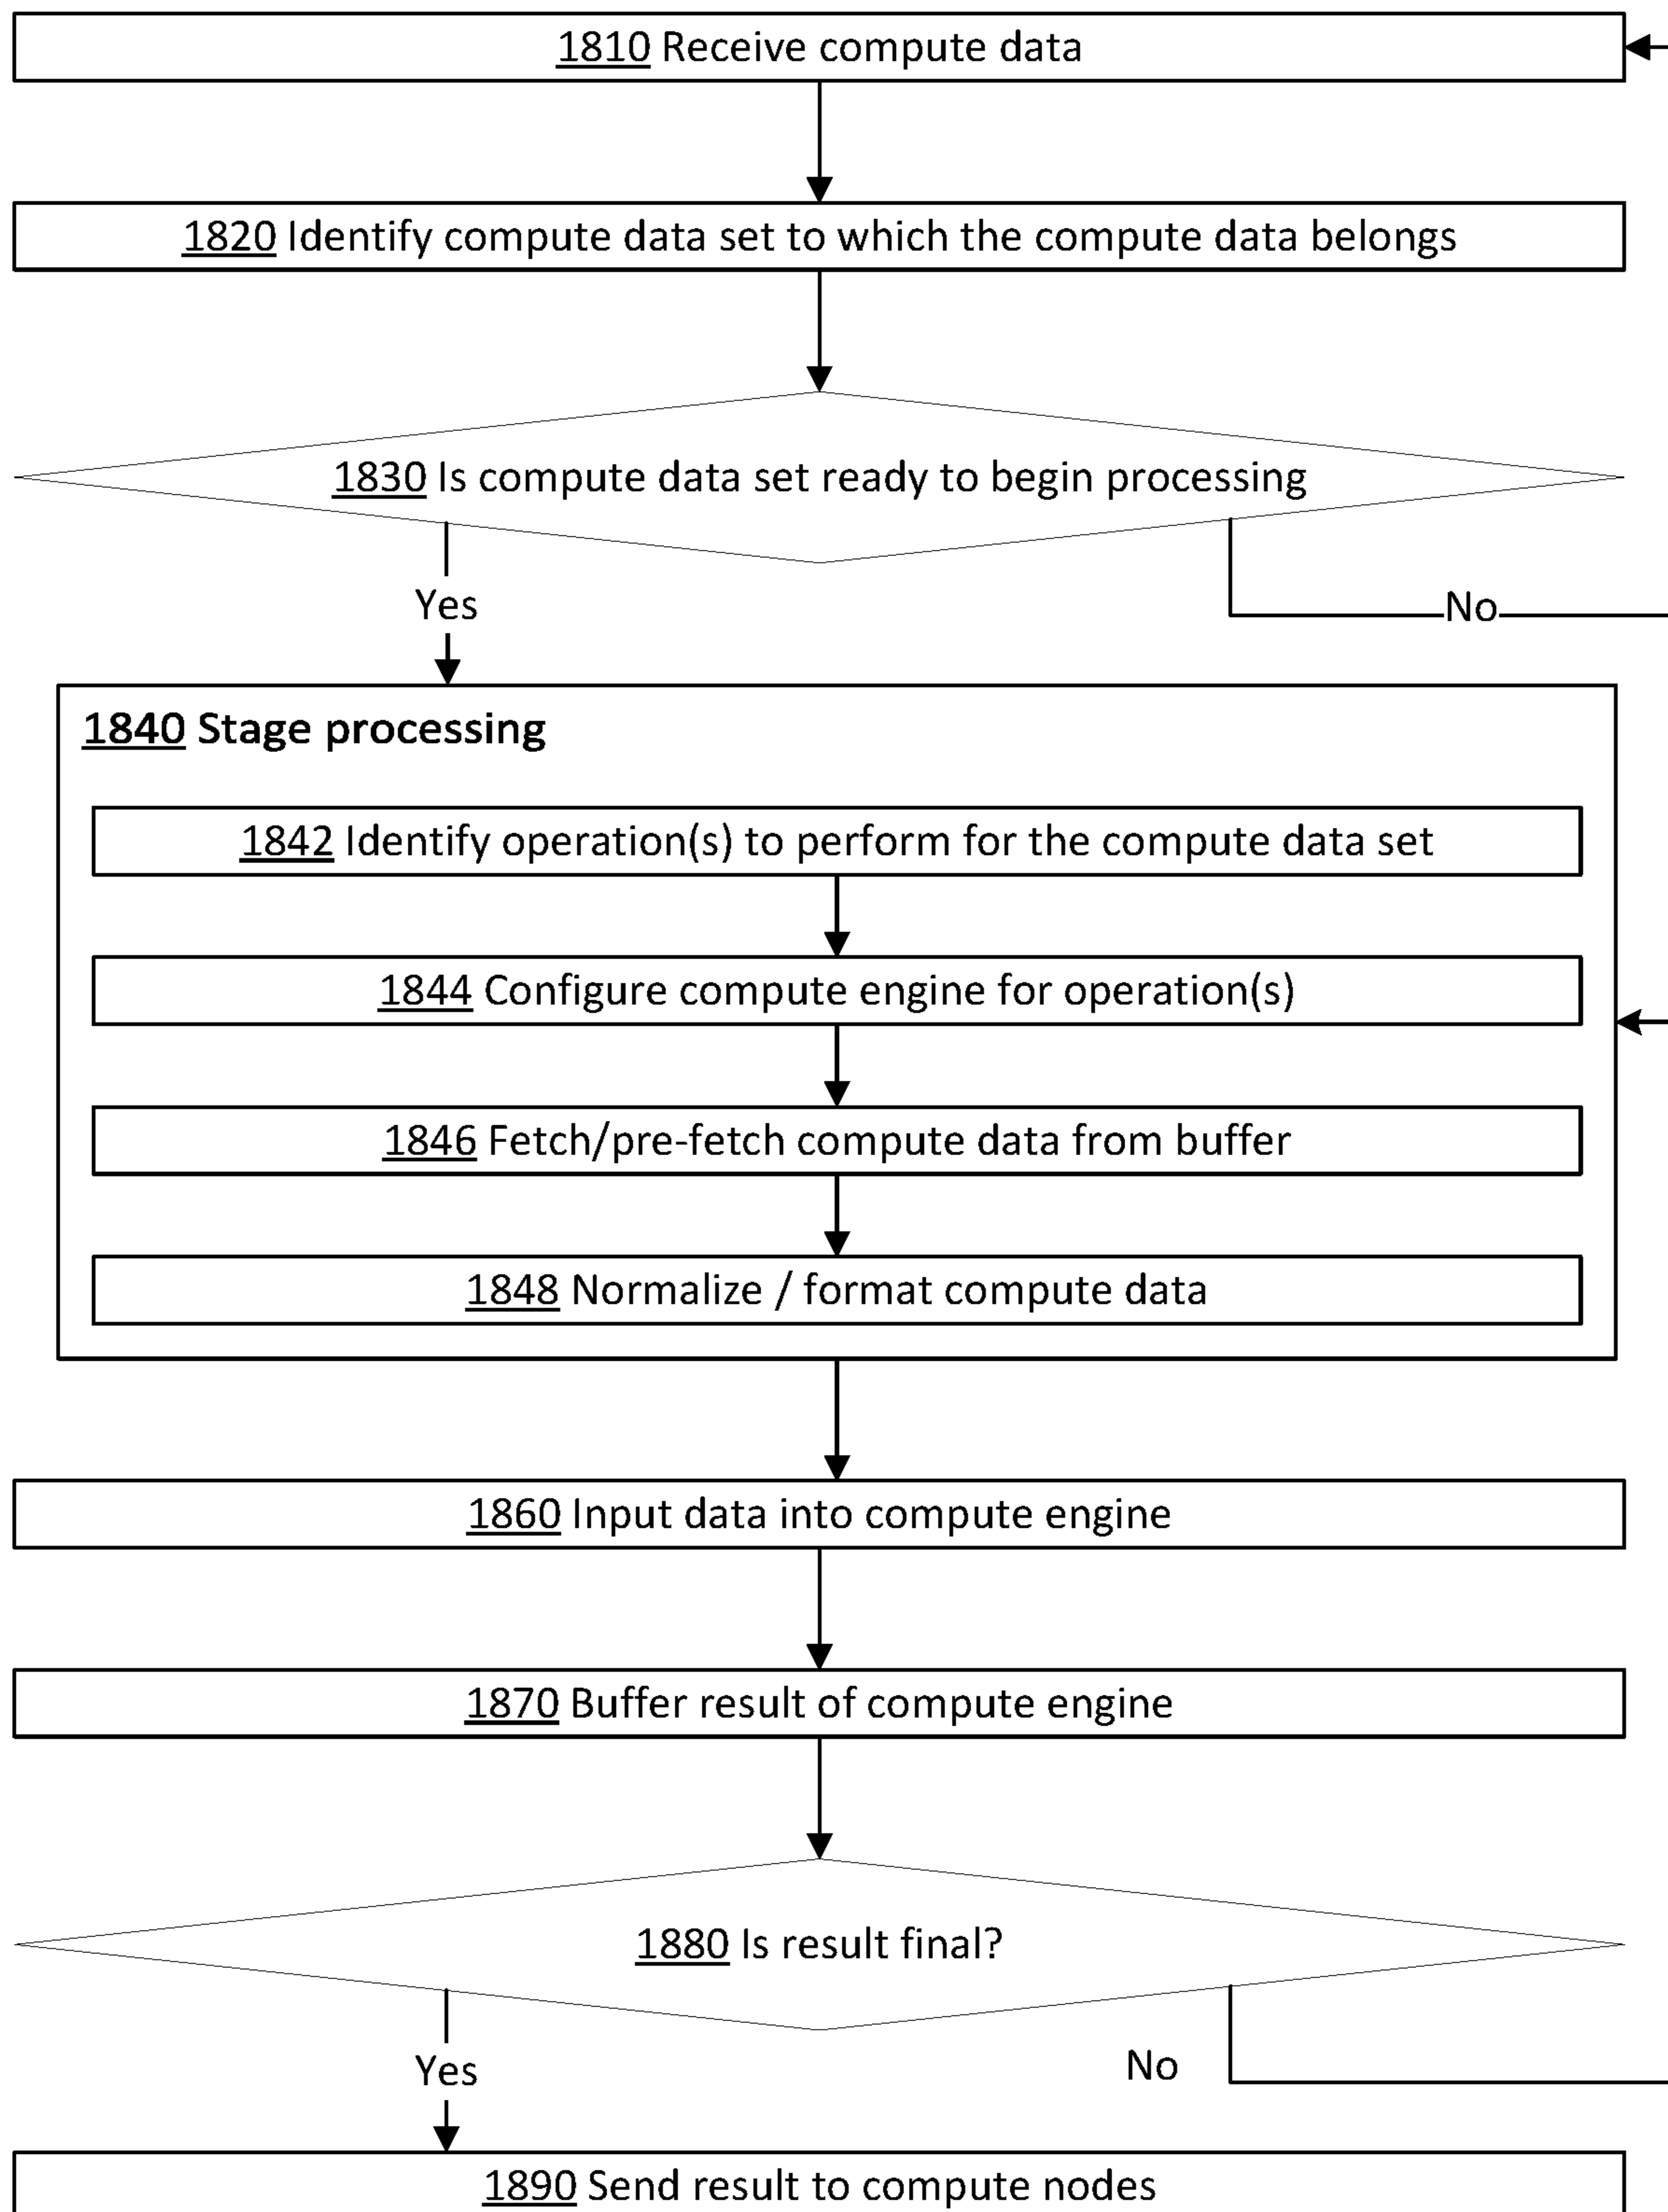 1810 Receive compute data
1820 Identify compute data set to which the compute data belongs
1830 Is compute data set ready to begin processing
Yes
No
1840 Stage processing
1842 Identify operation(s) to perform for the compute data set
1844 Configure compute engine for operation(s)
1846 Fetch/pre-fetch compute data from buffer
1848 Normalize / format compute data
1860 Input data into compute engine
1870 Buffer result of compute engine
1880 Is result final?
Yes
No
1890 Send result to compute nodes